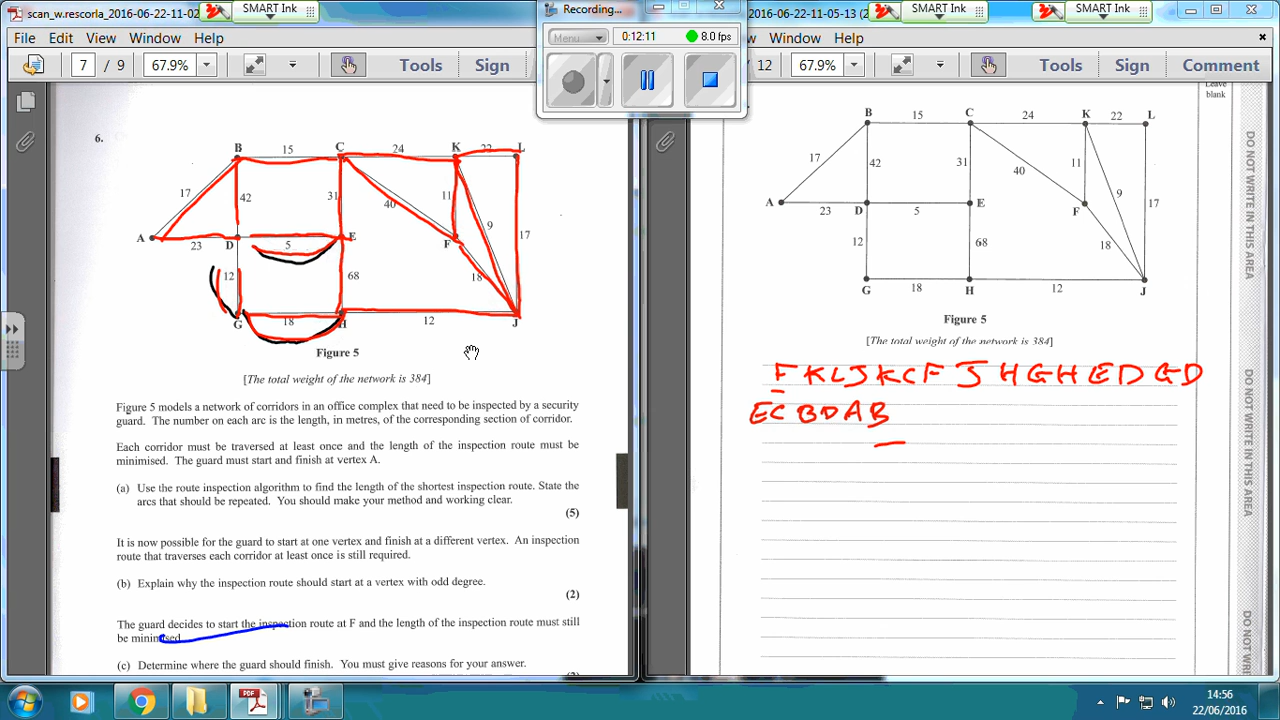 scan_w.rescorla_2016-06-22-11-02
SMART Ink
SMART Ink
Recording...
2016-06-22-11-05-13 (2
SMART Ink
SMART Ink
File Edit View Window Help
Menu
0:12:11
8.0 fps
Window Help
7 / 9 67.9%
Tools Sign
12 67.9%
Tools Sign Comment
Leave
blank
6.
B 15 C 24 K 22 L
17 42 31 40 11 9 17
A 23 D 5 E F
12 68 18
G 18 H 12 J
Figure 5
[The total weight of the network is 384]
Figure 5 models a network of corridors in an office complex that need to be inspected by a security
guard. The number on each arc is the length, in metres, of the corresponding section of corridor.
Each corridor must be traversed at least once and the length of the inspection route must be
minimised. The guard must start and finish at vertex A.
(a) Use the route inspection algorithm to find the length of the shortest inspection route. State the
arcs that should be repeated. You should make your method and working clear.
(5)
It is now possible for the guard to start at one vertex and finish at a different vertex. An inspection
route that traverses each corridor at least once is still required.
(b) Explain why the inspection route should start at a vertex with odd degree.
(2)
The guard decides to start the inspection route at F and the length of the inspection route must still
be minimised.
(c) Determine where the guard should finish. You must give reasons for your answer.
B 15 C 24 K 22 L
17 42 31 40 11 9 17
A 23 D 5 E F
12 68 18
G 18 H 12 J
Figure 5
[The total weight of the network is 384]
F K L J K C F J H G H E D G D
E C B D A B
DO NOT WRITE IN THIS AREA
DO NOT WRITE IN THIS AREA
DO NOT
14:56
22/06/2016